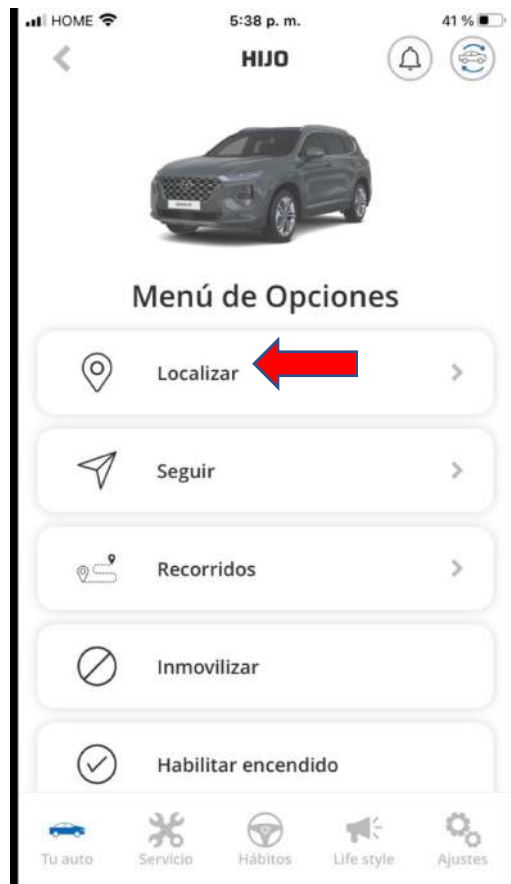 HOME 5:38 p. m. 41 %
HIJO
Menú de Opciones
Localizar
Seguir
Recorridos
Inmovilizar
Habilitar encendido
Tu auto Servicio Hábitos Life style Ajustes